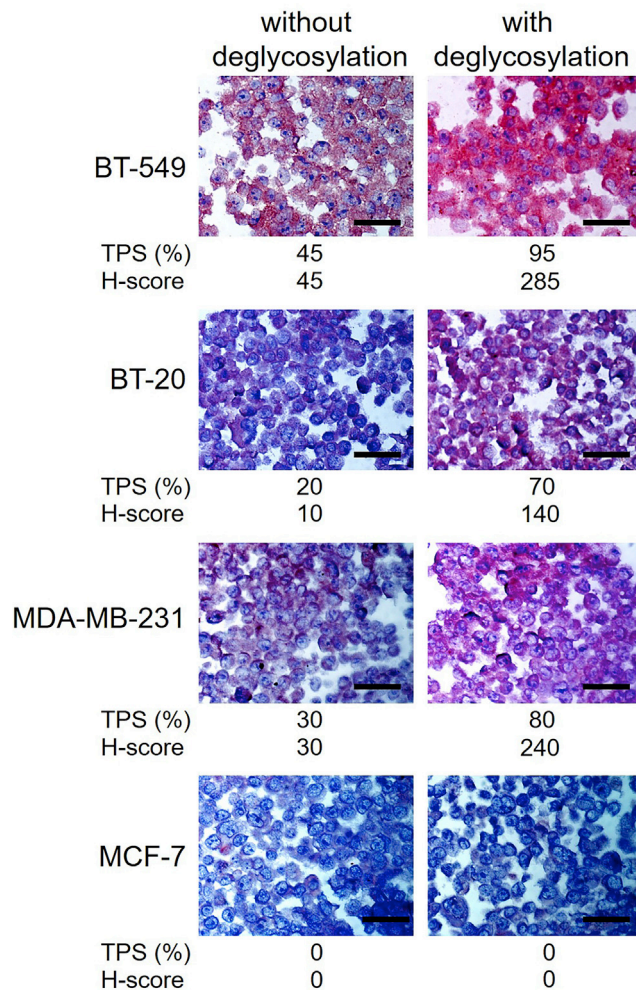 without deglycosylation
with deglycosylation
BT-549
TPS (%) 45 95
H-score 45 285
BT-20
TPS (%) 20 70
H-score 10 140
MDA-MB-231
TPS (%) 30 80
H-score 30 240
MCF-7
TPS (%) 0 0
H-score 0 0